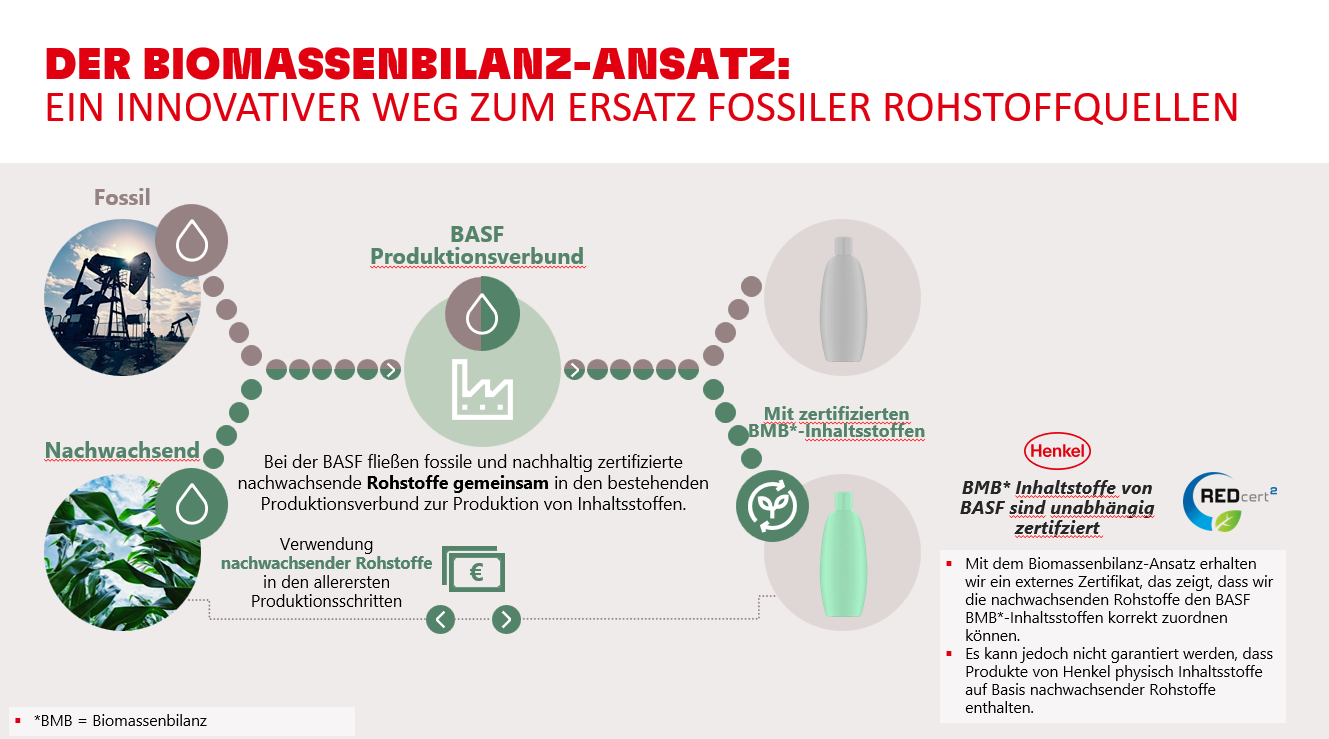 DER BIOMASSENBILANZ-ANSATZ:
EIN INNOVATIVER WEG ZUM ERSATZ FOSSILER ROHSTOFFQUELLEN
Fossil
BASF
Produktionsverbund
Nachwachsend
Bei der BASF fließen fossile und nachhaltig zertifizierte
nachwachsende Rohstoffe gemeinsam in den bestehenden
Produktionsverbund zur Produktion von Inhaltsstoffen.
Verwendung
nachwachsender Rohstoffe
in den allerersten
Produktionsschritten
€
Mit zertifizierten
BMB*-Inhaltsstoffen
Henkel
BMB* Inhaltstoffe von
BASF sind unabhängig
zertifziert
REDcert²
▪ Mit dem Biomassenbilanz-Ansatz erhalten
wir ein externes Zertifikat, das zeigt, dass wir
die nachwachsenden Rohstoffe den BASF
BMB*-Inhaltsstoffen korrekt zuordnen
können.
▪ Es kann jedoch nicht garantiert werden, dass
Produkte von Henkel physisch Inhaltsstoffe
auf Basis nachwachsender Rohstoffe
enthalten.
▪ *BMB = Biomassenbilanz